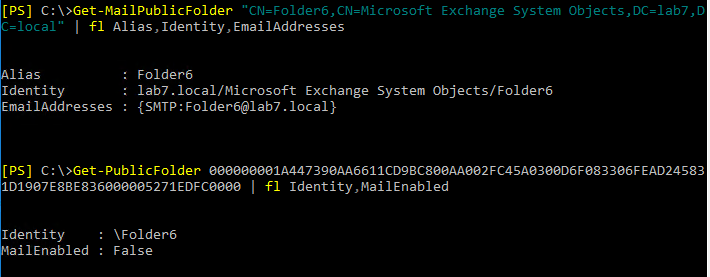 [PS] C:\>Get-MailPublicFolder "CN=Folder6,CN=Microsoft Exchange System Objects,DC=lab7,D
C=local" | fl Alias,Identity,EmailAddresses
Alias : Folder6
Identity : lab7.local/Microsoft Exchange System Objects/Folder6
EmailAddresses : {SMTP:Folder6@lab7.local}
[PS] C:\>Get-PublicFolder 000000001A447390AA6611CD9BC800AA002FC45A0300D6F083306FEAD24583
1D1907E8BE836000005271EDFC0000 | fl Identity,MailEnabled
Identity : \Folder6
MailEnabled : False